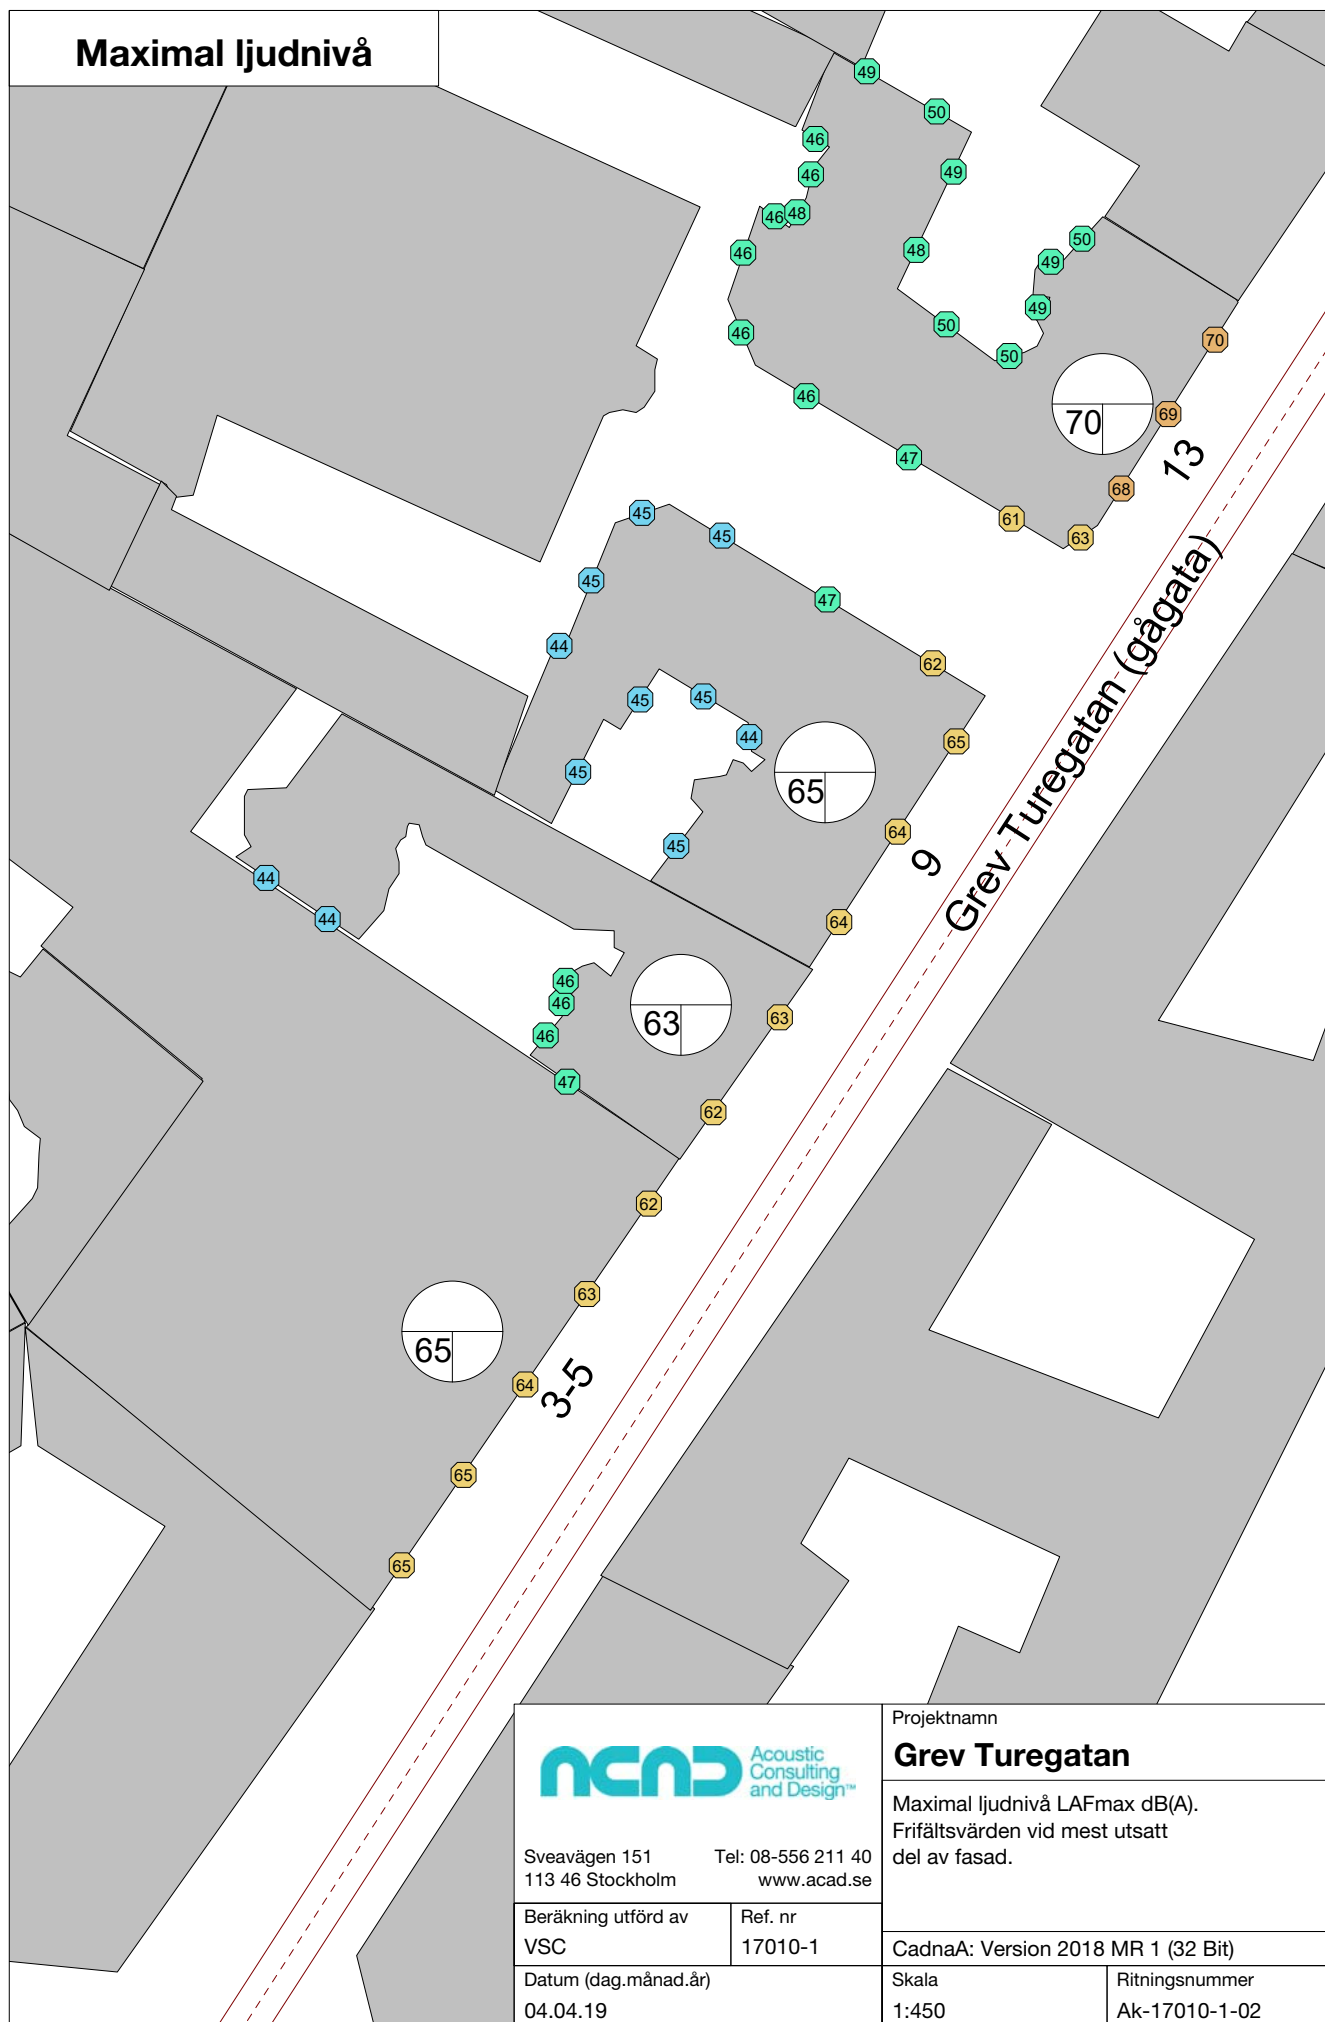 Maximal ljudnivå
49
50
46
46
49
46
48
50
48
46
49
49
50
46
70
50
46
69
70
13
47
68
45
61
45
63
45
47
44
62
45
45
65
44
45
65
Grev Turegatan (gågata)
64
45
9
44
44
64
46
46
63
63
46
47
62
62
63
65
64
3-5
65
65
ACAD
Acoustic
Consulting
and Design™
Sveavägen 151
Tel: 08-556 211 40
113 46 Stockholm
www.acad.se
Beräkning utförd av
VSC
Ref. nr
17010-1
Datum (dag.månad.år)
04.04.19
Projektnamn
Grev Turegatan
Maximal ljudnivå LAFmax dB(A).
Frifältsvärden vid mest utsatt
del av fasad.
CadnaA: Version 2018 MR 1 (32 Bit)
Skala
1:450
Ritningsnummer
Ak-17010-1-02